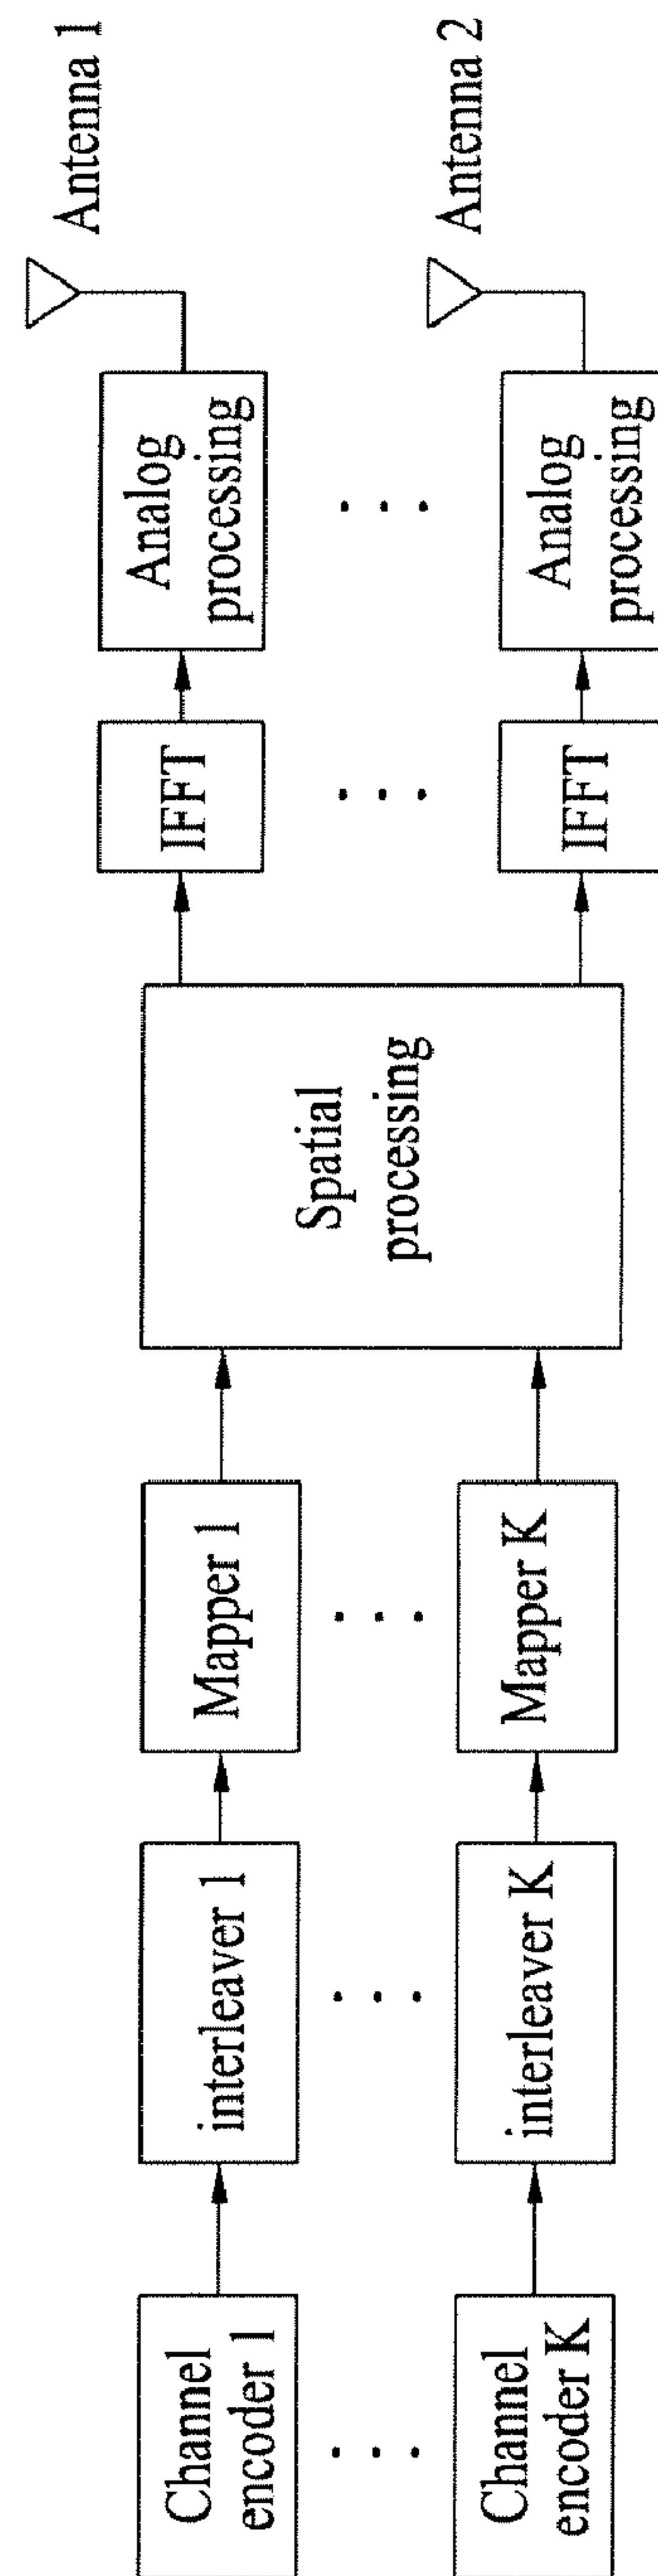 Channel
encoder 1
interleaver 1
Mapper 1
Channel
encoder K
interleaver K
Mapper K
Spatial
processing
IFFT
Analog
processing
Antenna 1
IFFT
Analog
processing
Antenna 2